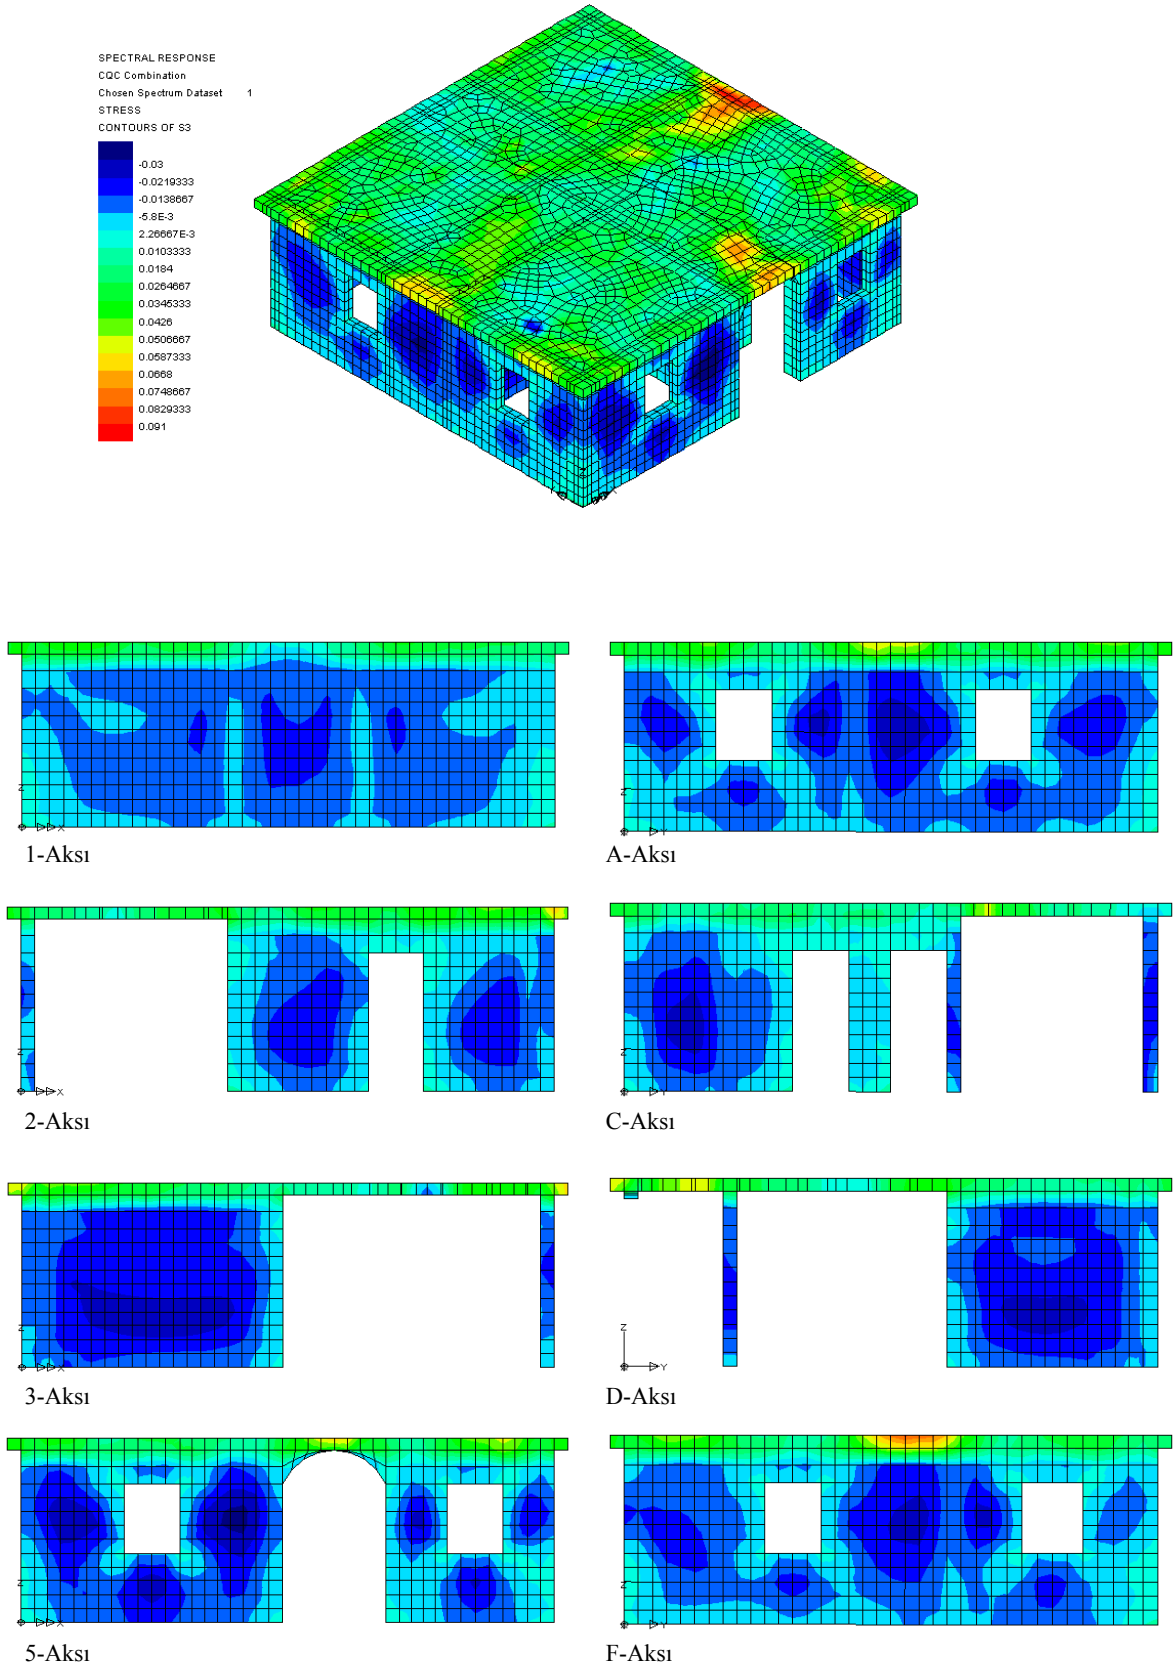 SPECTRAL RESPONSE
CQC Combination
Chosen Spectrum Dataset 1
STRESS
CONTOURS OF S3
-0.03
-0.0219333
-0.0138667
-5.8E-3
2.26667E-3
0.0103333
0.0184
0.0264667
0.0345333
0.0426
0.0506667
0.0587333
0.0668
0.0748667
0.0829333
0.091
Z
X
1-Aksı
Z
Y
A-Aksı
Z
X
2-Aksı
Z
Y
C-Aksı
Z
X
3-Aksı
Z
Y
D-Aksı
Z
X
5-Aksı
Z
Y
F-Aksı